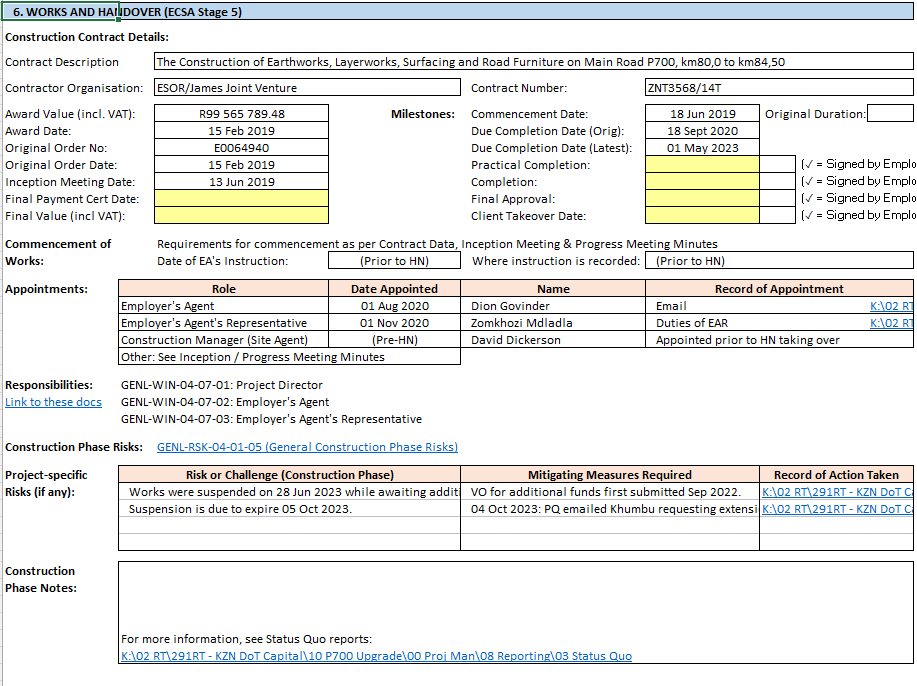 6. WORKS AND HANDOVER (ECSA Stage 5)
Construction Contract Details:
Contract Description The Construction of Earthworks, Layerworks, Surfacing and Road Furniture on Main Road P700, km80,0 to km84,50
Contractor Organisation: ESOR/James Joint Venture Contract Number: ZNT3568/14T
Award Value (incl. VAT): R99 565 789.48 Milestones: Commencement Date: 18 Jun 2019 Original Duration:
Award Date: 15 Feb 2019 Due Completion Date (Orig): 18 Sept 2020
Original Order No: E0064940 Due Completion Date (Latest): 01 May 2023
Original Order Date: 15 Feb 2019 Practical Completion: (✓ = Signed by Emplo
Inception Meeting Date: 13 Jun 2019 Completion: (✓ = Signed by Emplo
Final Payment Cert Date: Final Approval: (✓ = Signed by Emplo
Final Value (incl VAT): Client Takeover Date: (✓ = Signed by Emplo
Commencement of Requirements for commencement as per Contract Data, Inception Meeting & Progress Meeting Minutes
Works: Date of EA's Instruction: (Prior to HN) Where instruction is recorded: (Prior to HN)
Appointments: Role Date Appointed Name Record of Appointment
Employer's Agent 01 Aug 2020 Dion Govinder Email K:\02 RT
Employer's Agent's Representative 01 Nov 2020 Zomkhozi Mdladla Duties of EAR K:\02 RT
Construction Manager (Site Agent) (Pre-HN) David Dickerson Appointed prior to HN taking over
Other: See Inception / Progress Meeting Minutes
Responsibilities: GENL-WIN-04-07-01: Project Director
Link to these docs GENL-WIN-04-07-02: Employer's Agent
GENL-WIN-04-07-03: Employer's Agent's Representative
Construction Phase Risks: GENL-RSK-04-01-05 (General Construction Phase Risks)
Project-specific Risk or Challenge (Construction Phase) Mitigating Measures Required Record of Action Taken
Risks (if any): Works were suspended on 28 Jun 2023 while awaiting additi VO for additional funds first submitted Sep 2022. K:\02 RT\291RT - KZN DoT Ca
Suspension is due to expire 05 Oct 2023. 04 Oct 2023: PQ emailed Khumbu requesting extensi K:\02 RT\291RT - KZN DoT Ca
Construction
Phase Notes:
For more information, see Status Quo reports:
K:\02 RT\291RT - KZN DoT Capital\10 P700 Upgrade\00 Proj Man\08 Reporting\03 Status Quo